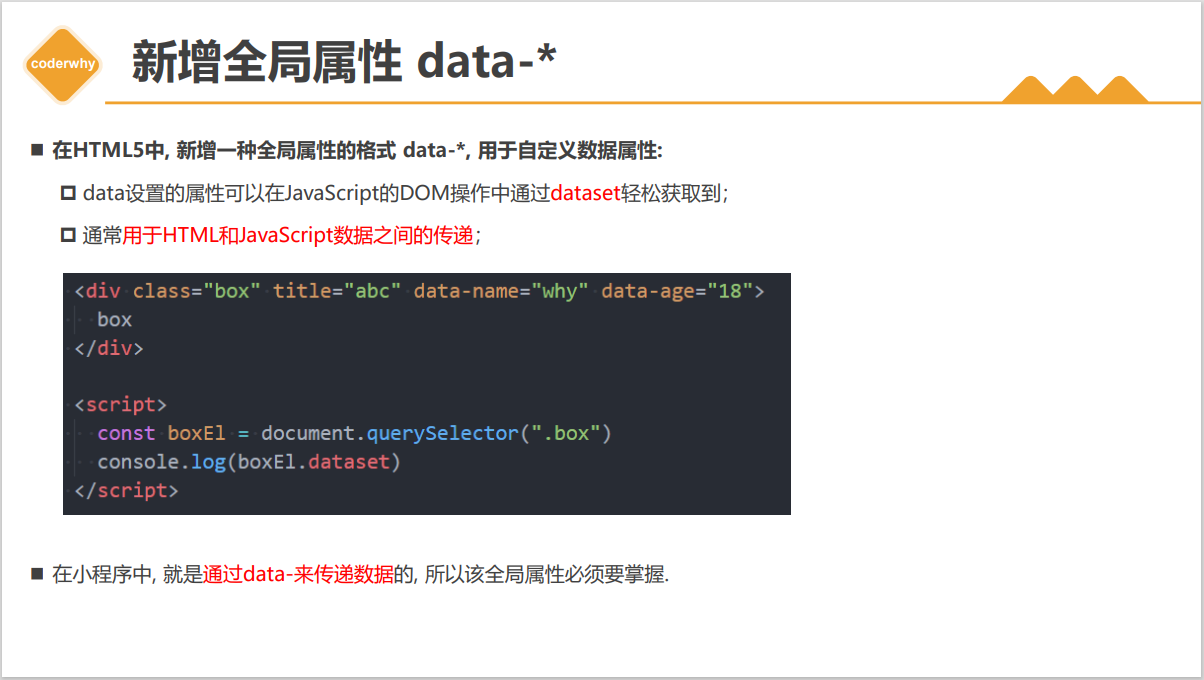 coderwhy
新增全局属性 data-*
在HTML5中, 新增一种全局属性的格式 data-*, 用于自定义数据属性:
data设置的属性可以在JavaScript的DOM操作中通过dataset轻松获取到;
通常用于HTML和JavaScript数据之间的传递;
<div class="box" title="abc" data-name="why" data-age="18">
box
</div>
<script>
const boxEl = document.querySelector(".box")
console.log(boxEl.dataset)
</script>
在小程序中, 就是通过data-来传递数据的, 所以该全局属性必须要掌握.